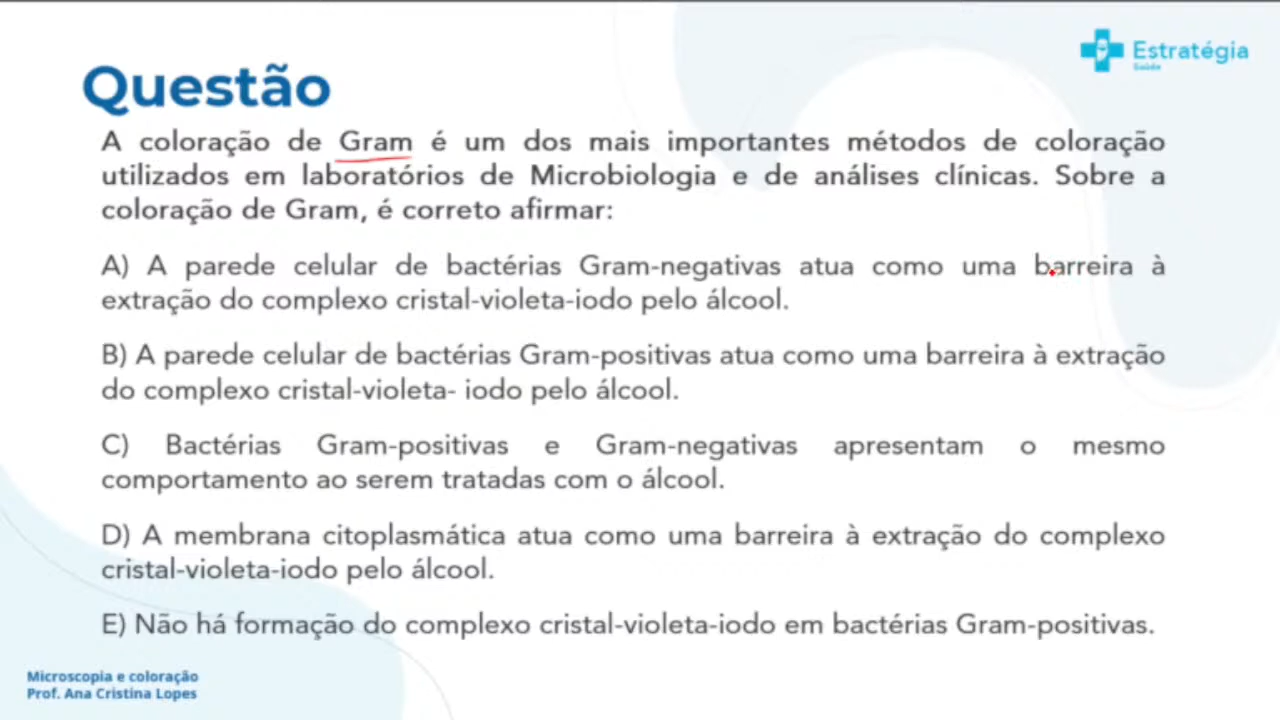 Estratégia
Saúde
Questão
A coloração de Gram é um dos mais importantes métodos de coloração
utilizados em laboratórios de Microbiologia e de análises clínicas. Sobre a
coloração de Gram, é correto afirmar:
A) A parede celular de bactérias Gram-negativas atua como uma barreira à
extração do complexo cristal-violeta-iodo pelo álcool.
B) A parede celular de bactérias Gram-positivas atua como uma barreira à extração
do complexo cristal-violeta- iodo pelo álcool.
C) Bactérias Gram-positivas e Gram-negativas apresentam o mesmo
comportamento ao serem tratadas com o álcool.
D) A membrana citoplasmática atua como uma barreira à extração do complexo
cristal-violeta-iodo pelo álcool.
E) Não há formação do complexo cristal-violeta-iodo em bactérias Gram-positivas.
Microscopia e coloração
Prof. Ana Cristina Lopes